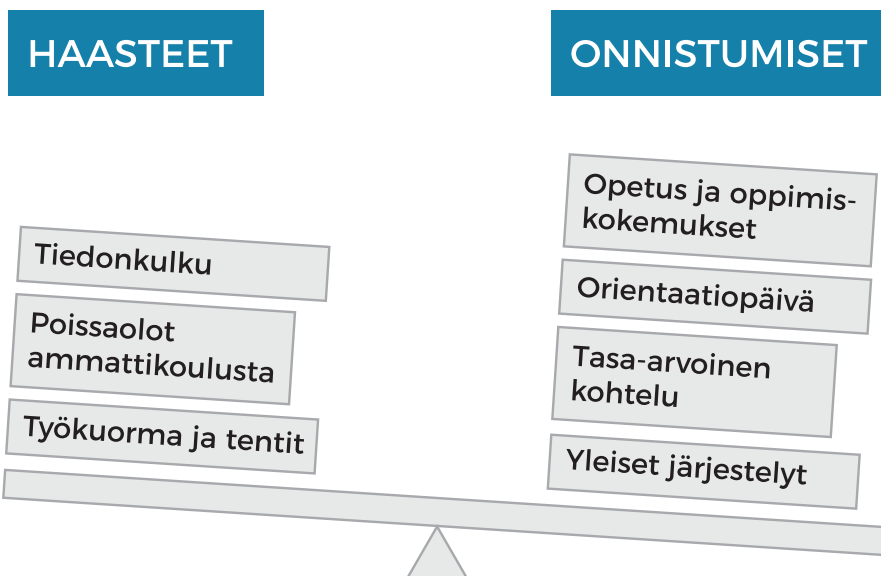 HAASTEET
Tiedonkulku
Poissaolot
ammattikoulusta
Työkuorma ja tentit
ONNISTUMISET
Opetus ja oppimis-
kokemukset
Orientaatiopäivä
Tasa-arvoinen
kohtelu
Yleiset järjestelyt